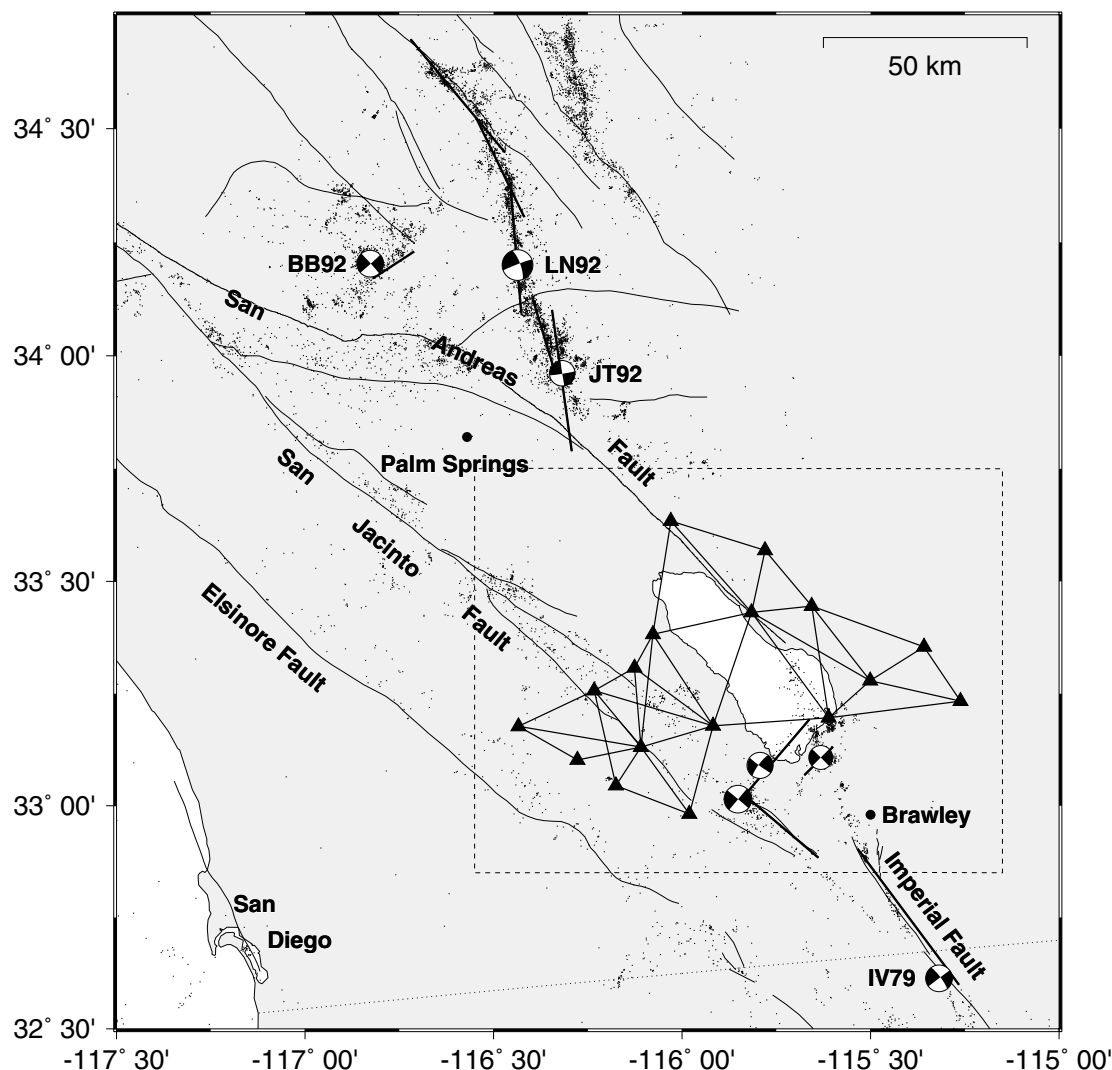 50 km
34° 30'
BB92
LN92
San
34° 00'
Andreas
JT92
Fault
Palm Springs
San
Jacinto
33° 30'
Elsinore Fault
Fault
33° 00'
Brawley
Imperial Fault
San
Diego
IV79
32° 30'
-117° 30'
-117° 00'
-116° 30'
-116° 00'
-115° 30'
-115° 00'